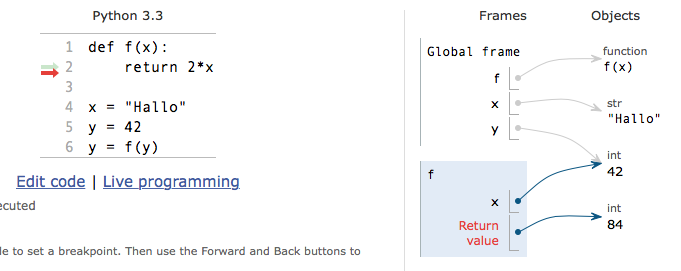 Python 3.3
1 def f(x):
2     return 2*x
3
4 x = "Hallo"
5 y = 42
6 y = f(y)
Edit code | Live programming
ecuted
le to set a breakpoint. Then use the Forward and Back buttons to
Frames Objects
Global frame
f
x
y
function
f(x)
str
"Hallo"
int
42
f
x
Return
value
int
84